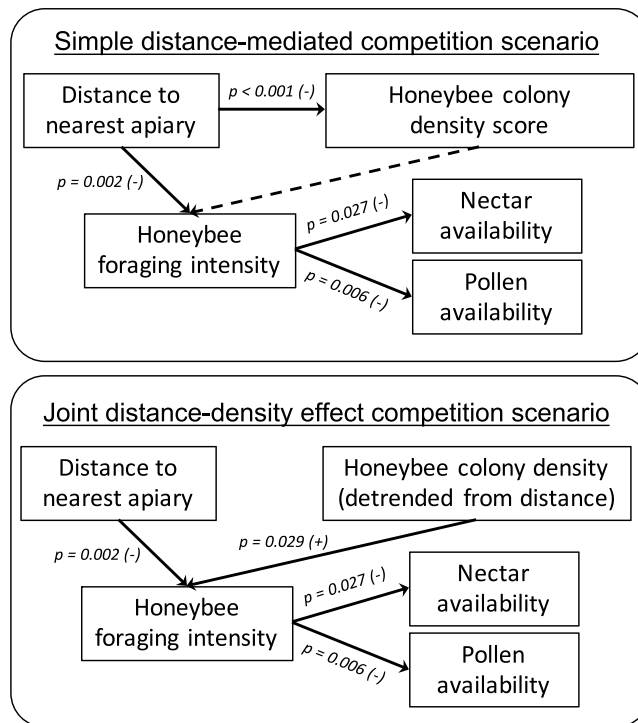 Simple distance-mediated competition scenario
Distance to
nearest apiary
p < 0.001 (-)
Honeybee colony
density score
p = 0.002 (-)
Honeybee
foraging intensity
p = 0.027 (-)
Nectar
availability
p = 0.006 (-)
Pollen
availability
Joint distance-density effect competition scenario
Distance to
nearest apiary
Honeybee colony density
(detrended from distance)
p = 0.002 (-)
p = 0.029 (+)
Honeybee
foraging intensity
p = 0.027 (-)
Nectar
availability
p = 0.006 (-)
Pollen
availability